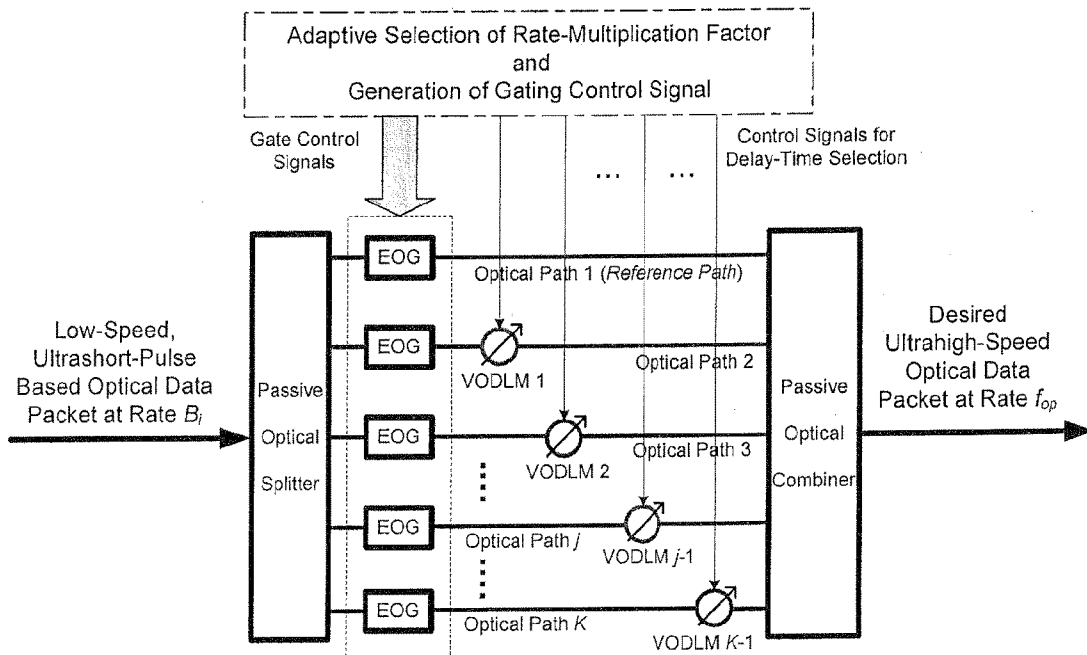 Adaptive Selection of Rate-Multiplication Factor
and
Generation of Gating Control Signal
Gate Control
Signals
Control Signals for
Delay-Time Selection
... ...
EOG
Optical Path 1 (Reference Path)
Low-Speed,
Ultrashort-Pulse
Based Optical Data
Packet at Rate Bi
Passive
Optical
Splitter
EOG
VODLM 1
Optical Path 2
EOG
VODLM 2
Optical Path 3
EOG
Optical Path j
VODLM j-1
EOG
Optical Path K
VODLM K-1
Passive
Optical
Combiner
Desired
Ultrahigh-Speed
Optical Data
Packet at Rate fop